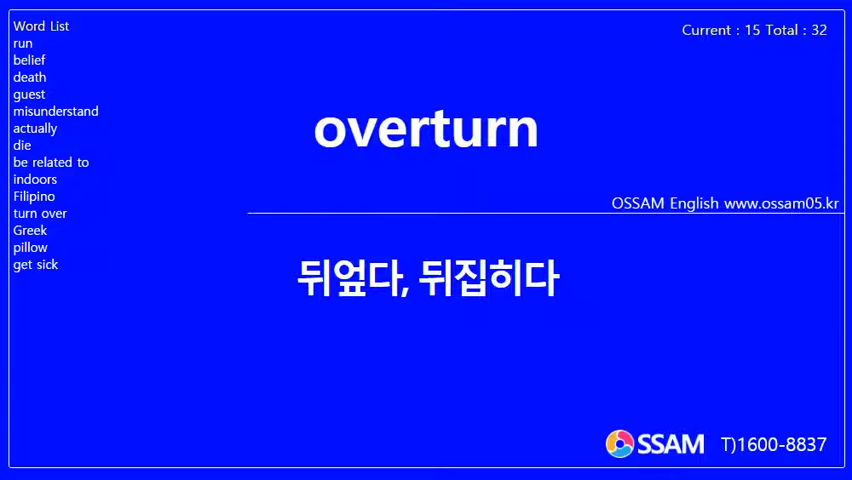 Word List
run
belief
death
guest
misunderstand
actually
die
be related to
indoors
Filipino
turn over
Greek
pillow
get sick
Current : 15 Total : 32
overturn
OSSAM English www.ossam05.kr
뒤엎다, 뒤집히다
OSSAM T)1600-8837